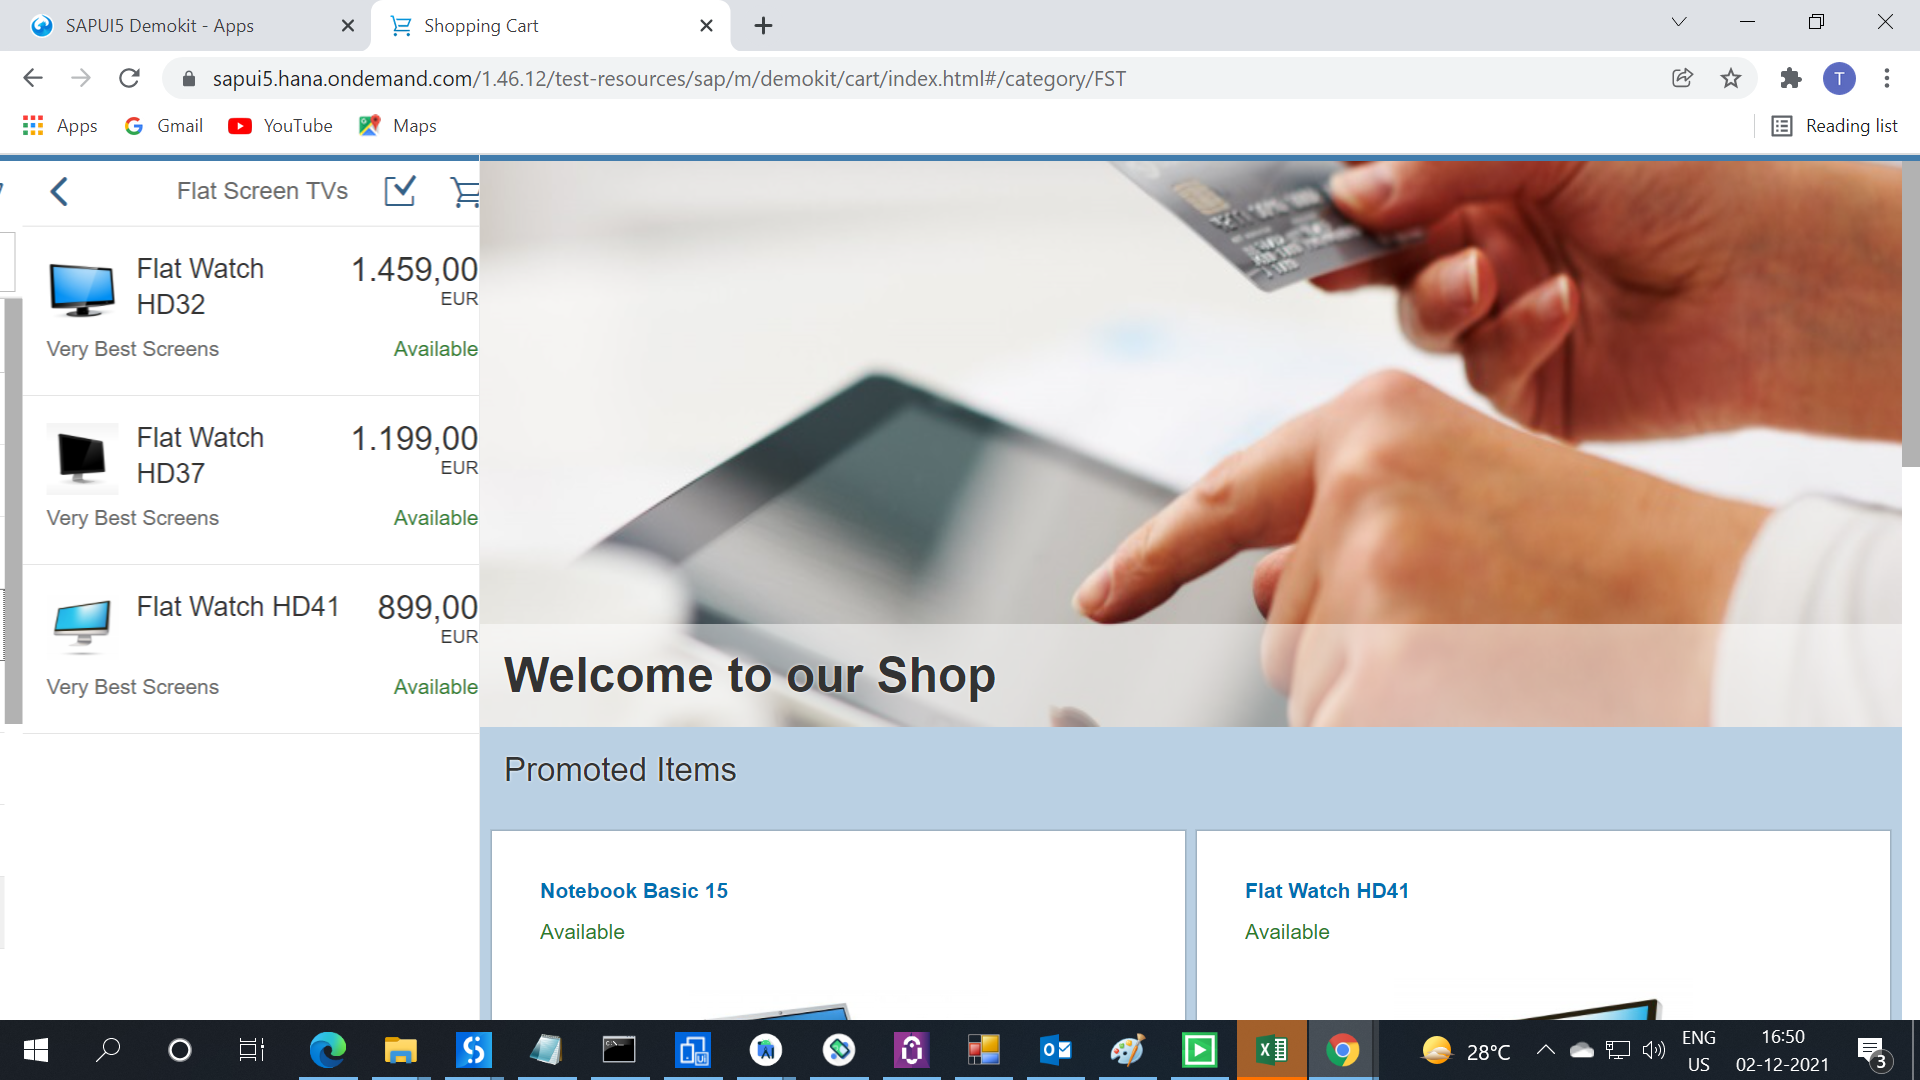 SAPUI5 Demokit - Apps
Shopping Cart
sapui5.hana.ondemand.com/1.46.12/test-resources/sap/m/demokit/cart/index.html#/category/FST
T
Apps
Gmail
YouTube
Maps
Reading list
Flat Screen TVs
Flat Watch HD32
1.459,00
EUR
Very Best Screens
Available
Flat Watch HD37
1.199,00
EUR
Very Best Screens
Available
Flat Watch HD41
899,00
EUR
Very Best Screens
Available
Welcome to our Shop
Promoted Items
Notebook Basic 15
Available
Flat Watch HD41
Available
28°C
ENG
US
16:50
02-12-2021
3